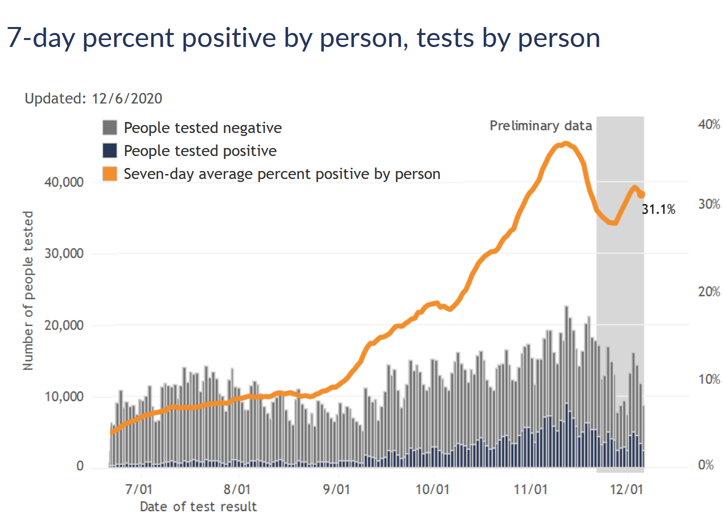 7-day percent positive by person, tests by person
Updated: 12/6/2020
Preliminary data
People tested negative
People tested positive
Seven-day average percent positive by person
Number of people tested
40,000
30,000
20,000
10,000
0
40%
30%
20%
10%
0%
31.1%
7/01 8/01 9/01 10/01 11/01 12/01
Date of test result